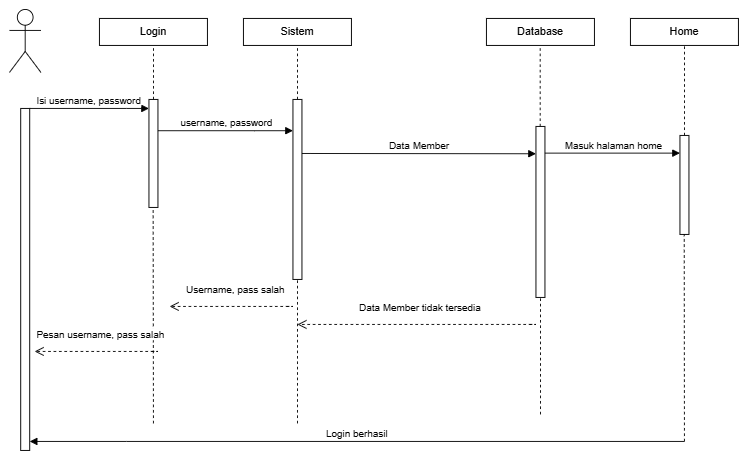 Login
Sistem
Database
Home
Isi username, password
username, password
Data Member
Masuk halaman home
Username, pass salah
Data Member tidak tersedia
Pesan username, pass salah
Login berhasil